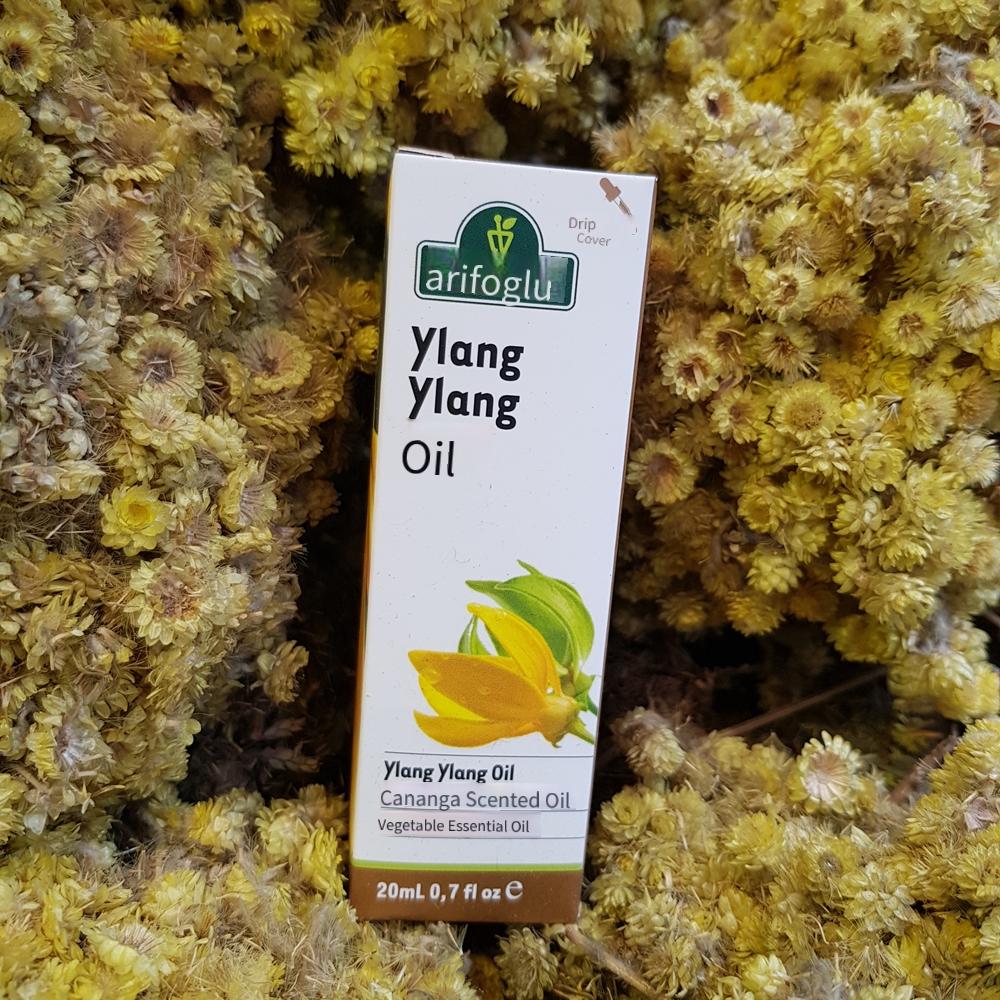 Drip
Cover
arifoglu
Ylang
Ylang
Oil
Ylang Ylang Oil
Cananga Scented Oil
Vegetable Essential Oil
20mL 0,7 fl oz ℮